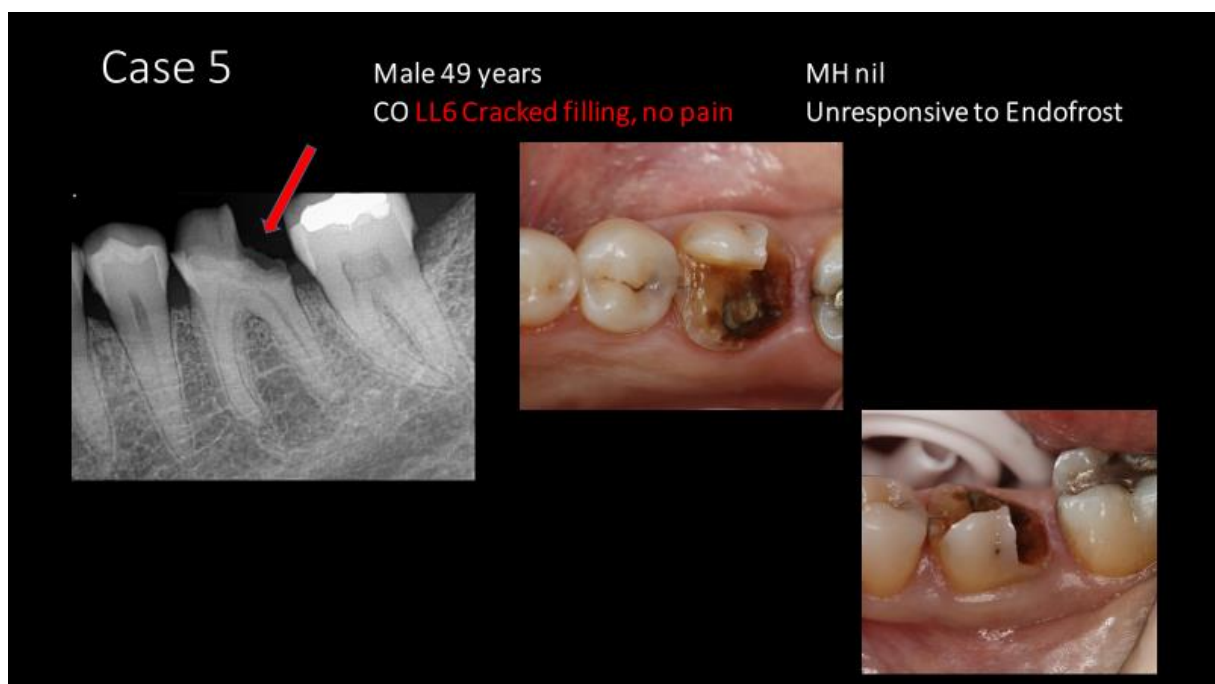 Case 5
Male 49 years
CO LL6 Cracked filling, no pain
MH nil
Unresponsive to Endofrost